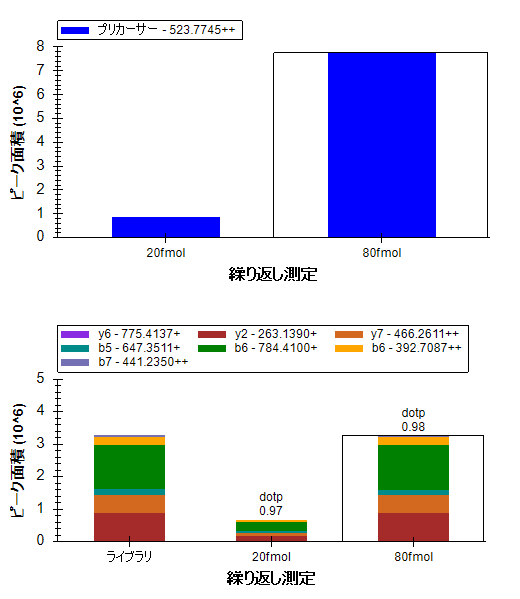 プリカーサー - 523.7745++
8
7
6
5
4
3
2
1
0
ピーク面積 (10^6)
20fmol 80fmol
繰り返し測定
y6 - 775.4137+ y2 - 263.1390+ y7 - 466.2611++
b5 - 647.3511+ b6 - 784.4100+ b6 - 392.7087++
b7 - 441.2350++
5
4
3
2
1
0
ピーク面積 (10^6)
dotp
0.97
dotp
0.98
ライブラリ 20fmol 80fmol
繰り返し測定